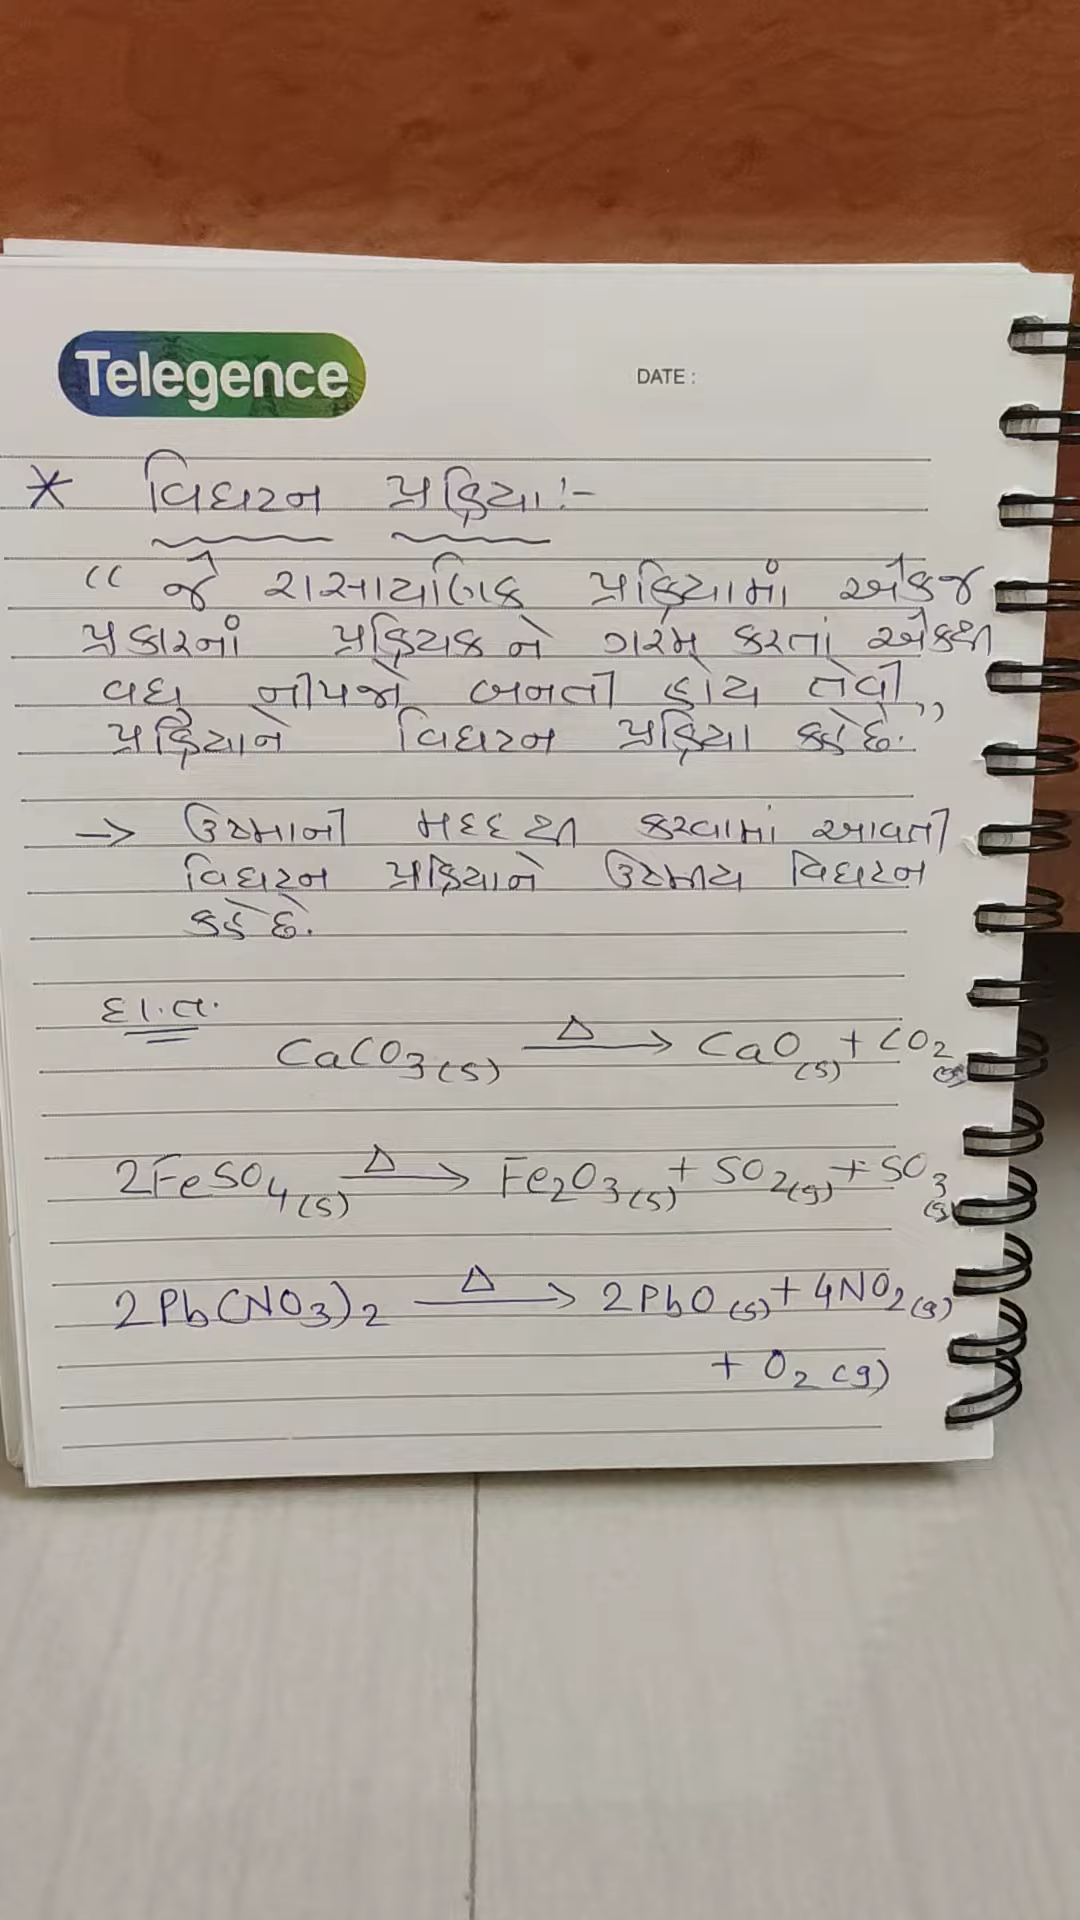 Telegence
DATE :
* વિઘટન પ્રક્રિયા :-
“ જે રાસાયણિક પ્રક્રિયામાં એકજ
પ્રકારનાં પ્રક્રિયક ને ગરમ કરતાં એકથી
વધુ નીપજો બનતી હોય તેવી
પ્રક્રિયાને વિઘટન પ્રક્રિયા કહે છે. ”
→ ઉષ્માની મદદથી કરવામાં આવતી
વિઘટન પ્રક્રિયાને ઉષ્મીય વિઘટન
કહે છે.
દા.ત.
CaCO₃(s) —Δ→ CaO(s) + CO₂(g)
2FeSO₄(s) —Δ→ Fe₂O₃(s) + SO₂(g) + SO₃(g)
2Pb(NO₃)₂ —Δ→ 2PbO(s) + 4NO₂(g)
+ O₂(g)